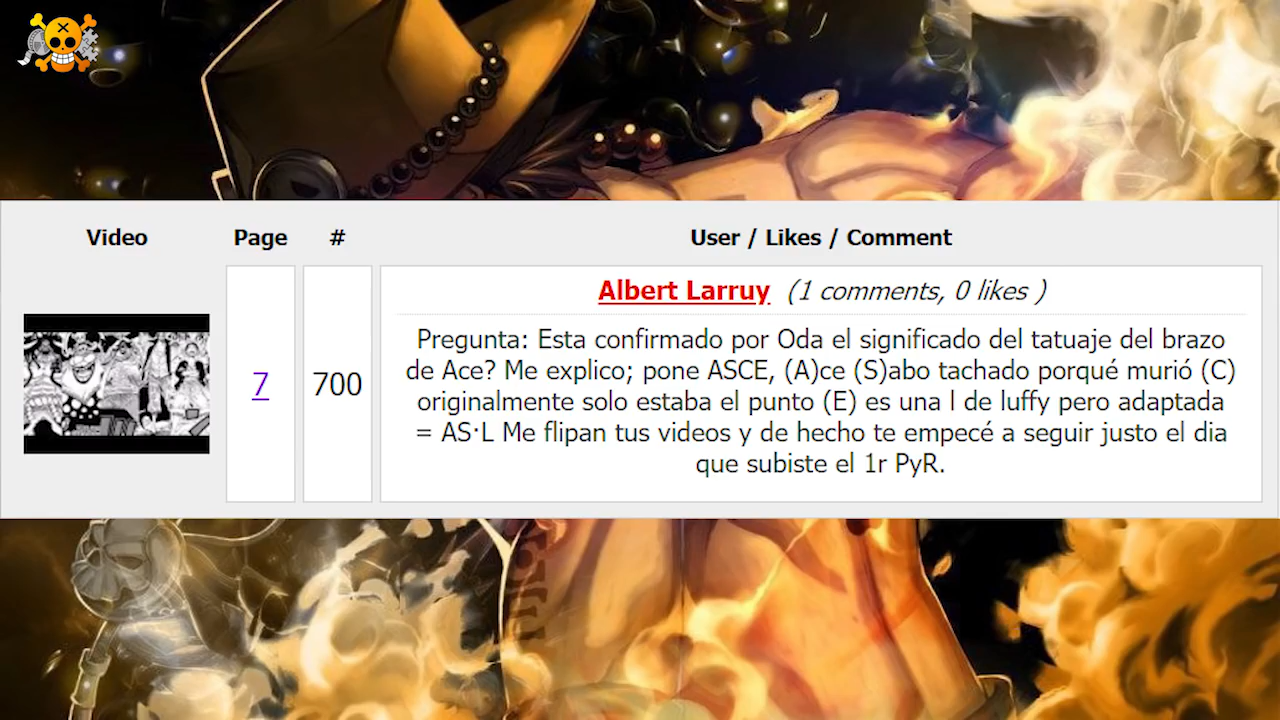 Video Page # User / Likes / Comment
Albert Larruy (1 comments, 0 likes )
7 700
Pregunta: Esta confirmado por Oda el significado del tatuaje del brazo
de Ace? Me explico; pone ASCE, (A)ce (S)abo tachado porqué murió (C)
originalmente solo estaba el punto (E) es una l de luffy pero adaptada
= AS·L Me flipan tus videos y de hecho te empecé a seguir justo el dia
que subiste el 1r PyR.